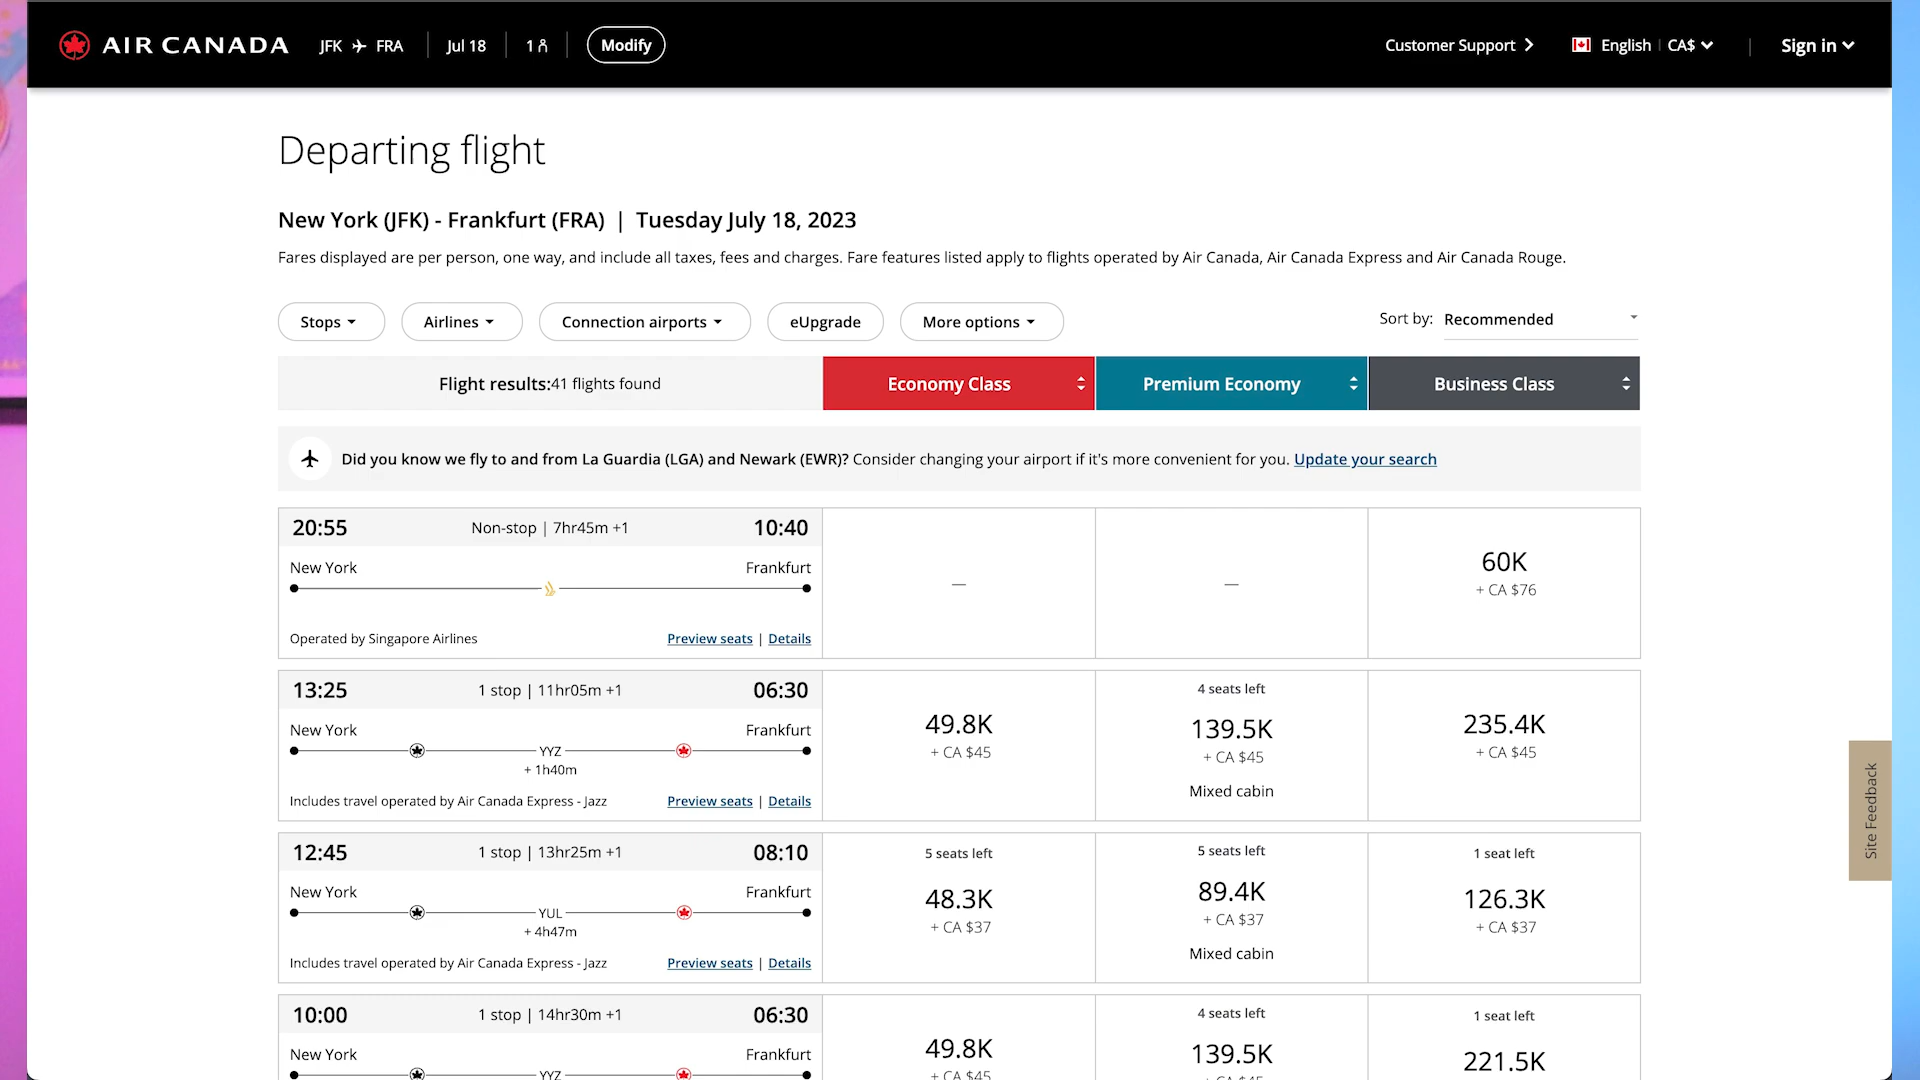 AIR CANADA JFK FRA Jul 18 1 Modify Customer Support English CA$ Sign in
Departing flight
New York (JFK) - Frankfurt (FRA) | Tuesday July 18, 2023
Fares displayed are per person, one way, and include all taxes, fees and charges. Fare features listed apply to flights operated by Air Canada, Air Canada Express and Air Canada Rouge.
Stops Airlines Connection airports eUpgrade More options Sort by: Recommended
Flight results:41 flights found Economy Class Premium Economy Business Class
Did you know we fly to and from La Guardia (LGA) and Newark (EWR)? Consider changing your airport if it's more convenient for you. Update your search
20:55 Non-stop | 7hr45m +1 10:40
New York Frankfurt
— — 60K
+ CA $76
Operated by Singapore Airlines Preview seats | Details
13:25 1 stop | 11hr05m +1 06:30
New York Frankfurt
YYZ
+ 1h40m
Includes travel operated by Air Canada Express - Jazz Preview seats | Details
49.8K
+ CA $45
4 seats left
139.5K
+ CA $45
Mixed cabin
235.4K
+ CA $45
12:45 1 stop | 13hr25m +1 08:10
New York Frankfurt
YUL
+ 4h47m
Includes travel operated by Air Canada Express - Jazz Preview seats | Details
5 seats left
48.3K
+ CA $37
5 seats left
89.4K
+ CA $37
Mixed cabin
1 seat left
126.3K
+ CA $37
10:00 1 stop | 14hr30m +1 06:30
New York Frankfurt
YYZ
49.8K
+ CA $45
4 seats left
139.5K
+ CA $45
1 seat left
221.5K
Site Feedback